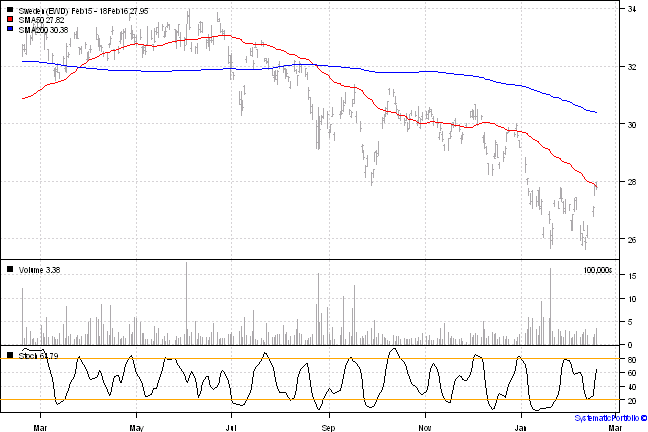 Sweden (EWD) Feb15 - 18Feb16 27.95
SMA50 27.82
SMA200 30.38
34
32
30
28
26
Volume 3.38
100,000s
15
10
5
0
Stoch 64.79
80
60
40
20
SystematicPortfolio ©
Mar May Jul Sep Nov Jan Mar